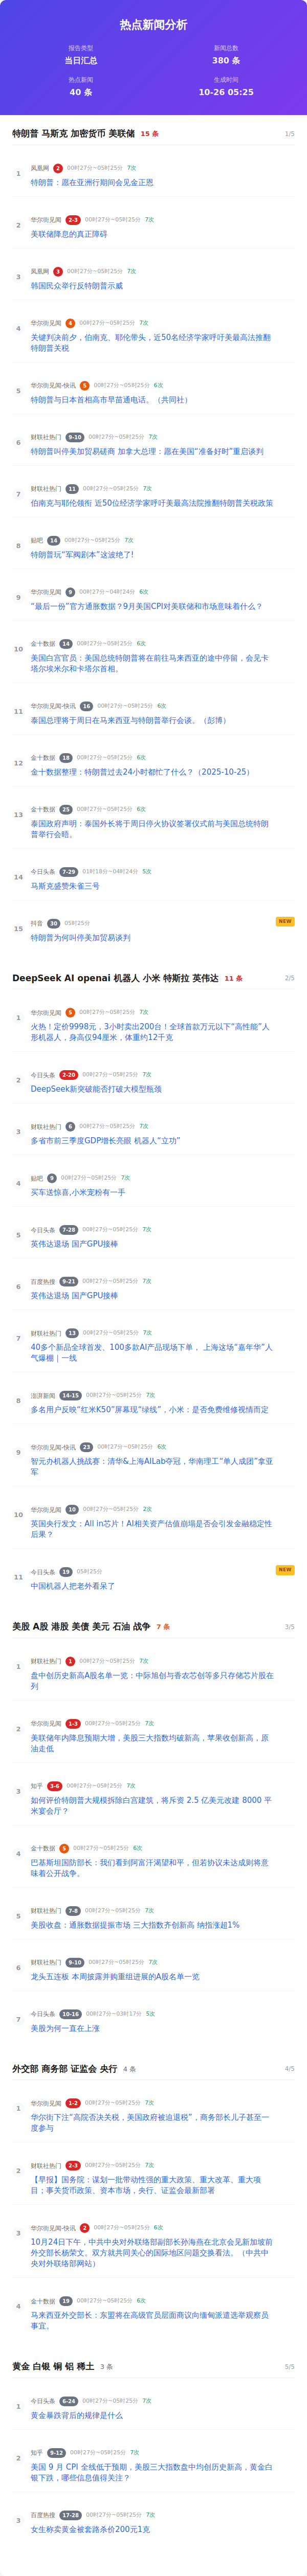 热点新闻分析
报告类型 新闻总数
当日汇总 380 条
热点新闻 生成时间
40 条 10-26 05:25
特朗普 马斯克 加密货币 美联储 15 条 1/5
1 凤凰网 2 00时27分~05时25分 7次
特朗普：愿在亚洲行期间会见金正恩
2 华尔街见闻 2-3 00时27分~05时25分 7次
美联储降息的真正障碍
3 凤凰网 3 00时27分~05时25分 7次
韩国民众举行反特朗普示威
4 华尔街见闻 4 00时27分~05时25分 7次
关键判决前夕，伯南克、耶伦带头，近50名经济学家呼吁美最高法推翻
特朗普关税
5 华尔街见闻-快讯 5 00时27分~05时25分 6次
特朗普与日本首相高市早苗通电话。（共同社）
6 财联社热门 9-10 00时27分~05时25分 7次
特朗普叫停美加贸易磋商 加拿大总理：愿在美国“准备好时”重启谈判
7 财联社热门 11 00时27分~05时25分 7次
伯南克与耶伦领衔 近50位经济学家呼吁美最高法院推翻特朗普关税政策
8 贴吧 14 00时27分~05时25分 7次
特朗普玩“军阀剧本”这波绝了!
9 华尔街见闻 9 00时27分~04时24分 6次
“最后一份”官方通胀数据？9月美国CPI对美联储和市场意味着什么？
10 金十数据 14 00时27分~05时25分 6次
美国白宫官员：美国总统特朗普将在前往马来西亚的途中停留，会见卡
塔尔埃米尔和卡塔尔首相。
11 华尔街见闻-快讯 16 00时27分~05时25分 6次
泰国总理将于周日在马来西亚与特朗普举行会谈。（彭博）
12 金十数据 18 00时27分~05时25分 6次
金十数据整理：特朗普过去24小时都忙了什么？（2025-10-25）
13 金十数据 25 00时27分~05时25分 6次
泰国政府声明：泰国外长将于周日停火协议签署仪式前与美国总统特朗
普举行会晤。
14 今日头条 7-29 01时18分~04时24分 5次
马斯克盛赞朱雀三号
15 抖音 30 05时25分 NEW
特朗普为何叫停美加贸易谈判
DeepSeek AI openai 机器人 小米 特斯拉 英伟达 11 条 2/5
1 华尔街见闻 5 00时27分~05时25分 7次
火热！定价9998元，3小时卖出200台！全球首款万元以下“高性能”人
形机器人，身高仅94厘米，体重约12千克
2 今日头条 2-20 00时27分~05时25分 7次
DeepSeek新突破能否打破大模型瓶颈
3 财联社热门 6 00时27分~05时25分 7次
多省市前三季度GDP增长亮眼 机器人“立功”
4 贴吧 9 00时27分~05时25分 7次
买车送惊喜,小米宠粉有一手
5 今日头条 7-28 00时27分~05时25分 7次
英伟达退场 国产GPU接棒
6 百度热搜 9-21 00时27分~05时25分 7次
英伟达退场 国产GPU接棒
7 财联社热门 13 00时27分~05时25分 7次
40多个新品全球首发、100多款AI产品现场下单，上海这场“嘉年华”人
气爆棚｜一线
8 澎湃新闻 14-15 00时27分~05时25分 7次
多名用户反映“红米K50”屏幕现“绿线”，小米：是否免费维修视情而定
9 华尔街见闻-快讯 23 00时27分~05时25分 6次
智元办机器人挑战赛：清华&上海AILab夺冠，华南理工“单人成团”拿亚
军
10 华尔街见闻 10 00时27分~05时25分 2次
英国央行发文：All in芯片！AI相关资产估值崩塌是否会引发金融稳定性
后果？
11 今日头条 19 05时25分 NEW
中国机器人把老外看呆了
美股 A股 港股 美债 美元 石油 战争 7 条 3/5
1 财联社热门 1 00时27分~05时25分 7次
盘中创历史新高A股名单一览：中际旭创与香农芯创等多只存储芯片股在
列
2 华尔街见闻 1-3 00时27分~05时25分 7次
美联储年内降息预期大增，美股三大指数均破新高，苹果收创新高，原
油走低
3 知乎 3-6 00时27分~05时25分 7次
如何评价特朗普大规模拆除白宫建筑，将斥资 2.5 亿美元改建 8000 平
米宴会厅？
4 金十数据 5 00时27分~05时25分 6次
巴基斯坦国防部长：我们看到阿富汗渴望和平，但若协议未达成则将意
味着公开战争。
5 财联社热门 7-8 00时27分~05时25分 7次
美股收盘：通胀数据提振市场 三大指数齐创新高 纳指涨超1%
6 财联社热门 9-10 00时27分~05时25分 7次
龙头五连板 本周披露并购重组进展的A股名单一览
7 今日头条 10-16 00时27分~03时17分 5次
美股为何一直在上涨
外交部 商务部 证监会 央行 4 条 4/5
1 华尔街见闻 1-2 00时27分~05时25分 7次
华尔街下注“高院否决关税，美国政府被迫退税”，商务部长儿子甚至一
度参与
2 财联社热门 2-3 00时27分~05时25分 7次
【早报】国务院：谋划一批带动性强的重大政策、重大改革、重大项
目；事关货币政策、资本市场，央行、证监会最新部署
3 华尔街见闻-快讯 2 00时27分~05时25分 6次
10月24日下午，中共中央对外联络部副部长孙海燕在北京会见新加坡前
外交部长杨荣文。双方就共同关心的国际地区问题交换看法。（中共中
央对外联络部网站）
4 金十数据 19 00时27分~05时25分 6次
马来西亚外交部长：东盟将在高级官员层面商议向缅甸派遣选举观察员
事宜。
黄金 白银 铜 铝 稀土 3 条 5/5
1 今日头条 6-24 00时27分~05时25分 7次
黄金暴跌背后的规律是什么
2 知乎 9-12 00时27分~05时25分 7次
美国 9 月 CPI 全线低于预期，美股三大指数盘中均创历史新高，黄金白
银下跌，哪些信息值得关注？
3 百度热搜 17-28 00时27分~05时25分 7次
女生称卖黄金被套路杀价200元1克